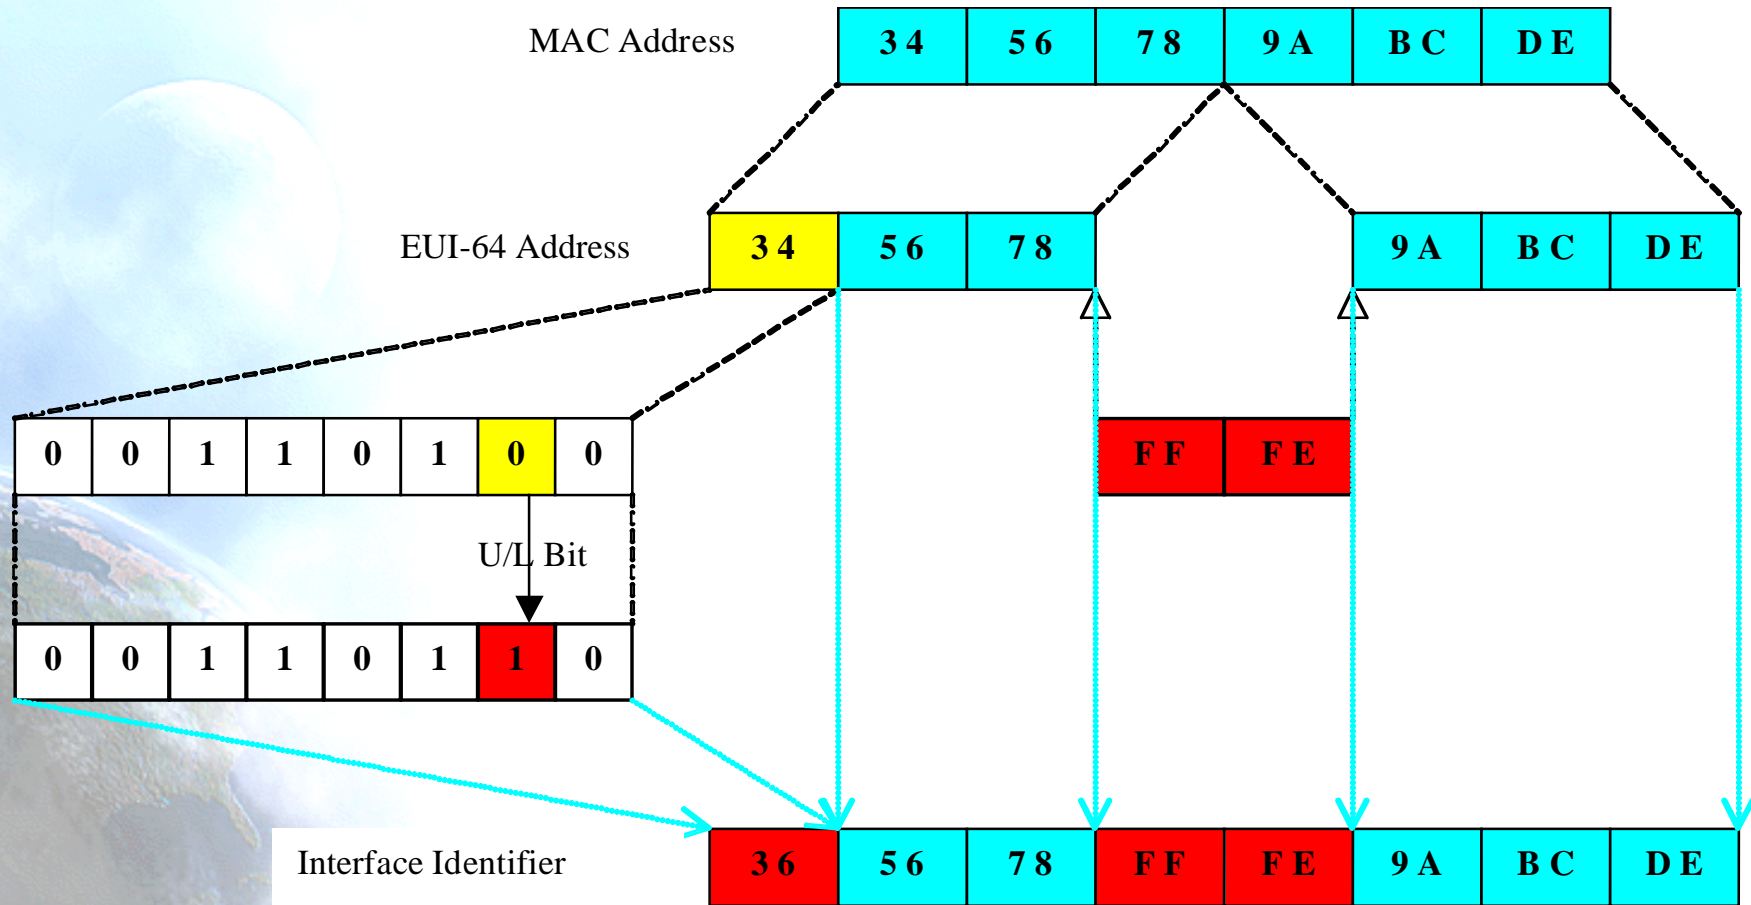 MAC Address 34 56 78 9A BC DE
EUI-64 Address 34 56 78 9A BC DE
0 0 1 1 0 1 0 0 FF FE
U/L Bit
0 0 1 1 0 1 1 0
Interface Identifier 36 56 78 FF FE 9A BC DE